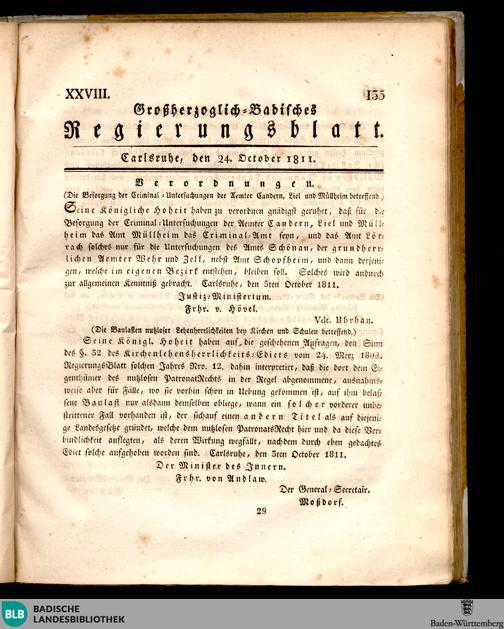 XXVIII. 155
Großherzoglich-Badisches
Regierungsblatt.
Carlsruhe, den 24. October 1811.
Verordnungen.
(Die Besorgung der Criminal-Untersuchungen der Aemter Candern, Liel und Müllheim betreffend.)
Seine Königliche Hoheit haben zu verordnen gnädigst geruhet, daß für die
Besorgung der Criminal-Untersuchungen der Aemter Candern, Liel und Müll-
heim das Amt Müllheim das Criminal-Amt seyn, und das Amt Lör-
rach solches nur für die Untersuchungen des Amts Schönau, der grundherr-
lichen Aemter Wehr und Zell, nebst Amt Schopfheim, und dann derjeni-
gen, welche im eigenen Bezirk entstehen, bleiben soll. Solches wird andurch
zur allgemeinen Kenntniß gebracht. Carlsruhe, den 5ten October 1811.
Justiz-Ministerium.
Frhr. v. Hövel.
Vdt. Uhrhan.
(Die Baulasten nutzloser Lehenherrlichkeiten bey Kirchen und Schulen betreffend.)
Seine Königl. Hoheit haben auf die geschehenen Anfragen, den Sinn
des §. 32 des Kirchenlehensherrlichkeits-Edicts vom 24. Merz 1808.
RegierungsBlatt solchen Jahres Nro. 12. dahin interpretirt, daß die dort dem Ei-
genthümer des nutzlosen PatronatRechts in der Regel abgenommene, ausnahms-
weise aber für Fälle, wo sie vorhin schon in Uebung gekommen ist, auf ihm belas-
sene Baulast nur alsdann demselben obliege, wann ein solcher vorderer unbe-
strittener Fall vorhanden ist, der sich auf einen andern Titel als auf diejeni-
ge Landesgesetze gründet, welche dem nutzlosen PatronatsRecht hier und da diese Ver-
bindlichkeit auflegten, als deren Wirkung wegfällt, nachdem durch eben gedachtes
Edict solche aufgehoben worden sind. Carlsruhe, den 5ten October 1811.
Der Minister des Innern.
Frhr. von Andlaw.
Der General-Secretair.
Moßdorf.
29
BLB BADISCHE
LANDESBIBLIOTHEK
Baden-Württemberg